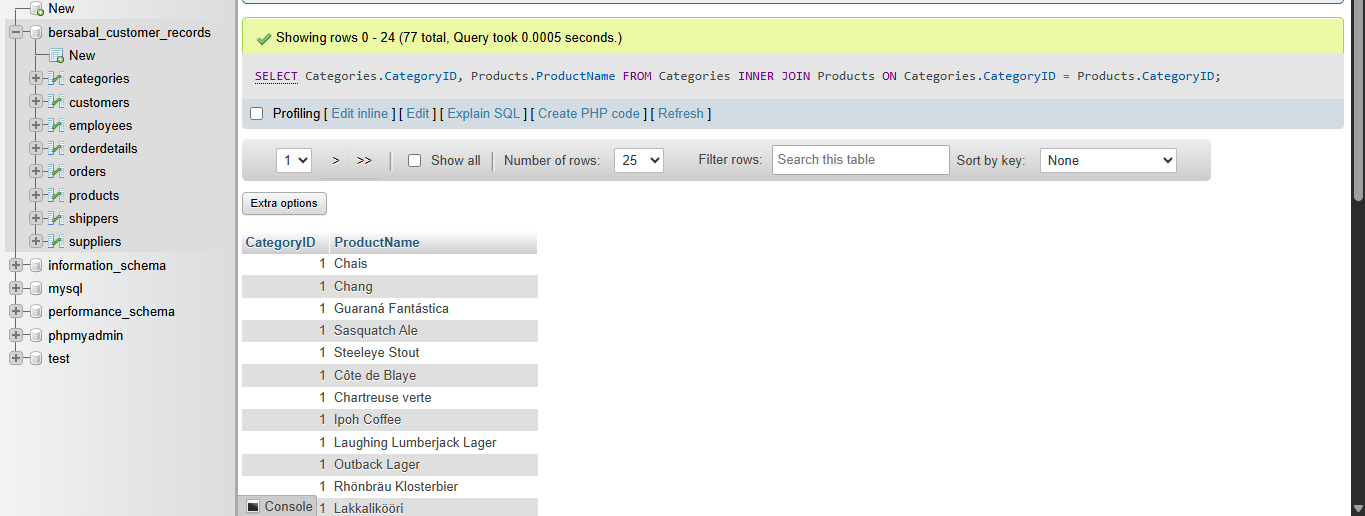 New
bersabal_customer_records
New
categories
customers
employees
orderdetails
orders
products
shippers
suppliers
information_schema
mysql
performance_schema
phpmyadmin
test
Showing rows 0 - 24 (77 total, Query took 0.0005 seconds.)
SELECT Categories.CategoryID, Products.ProductName FROM Categories INNER JOIN Products ON Categories.CategoryID = Products.CategoryID;
Profiling [ Edit inline ] [ Edit ] [ Explain SQL ] [ Create PHP code ] [ Refresh ]
1 > >> Show all Number of rows: 25 Filter rows: Search this table Sort by key: None
Extra options
CategoryID ProductName
1 Chais
1 Chang
1 Guaraná Fantástica
1 Sasquatch Ale
1 Steeleye Stout
1 Côte de Blaye
1 Chartreuse verte
1 Ipoh Coffee
1 Laughing Lumberjack Lager
1 Outback Lager
1 Rhönbräu Klosterbier
1 Lakkalikööri
Console